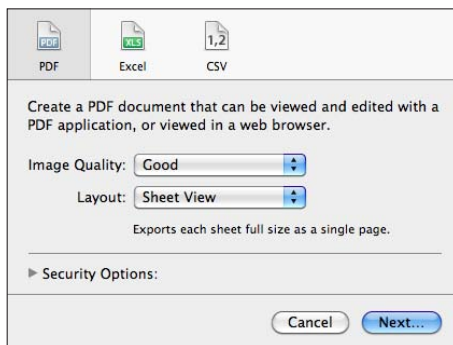 PDF XLS 1,2
PDF Excel CSV
Create a PDF document that can be viewed and edited with a
PDF application, or viewed in a web browser.
Image Quality: Good
Layout: Sheet View
Exports each sheet full size as a single page.
Security Options:
Cancel Next...